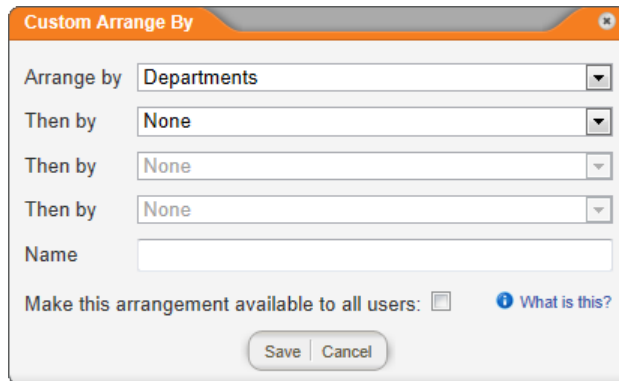 Custom Arrange By
Arrange by Departments
Then by None
Then by None
Then by None
Name
Make this arrangement available to all users: What is this?
Save Cancel